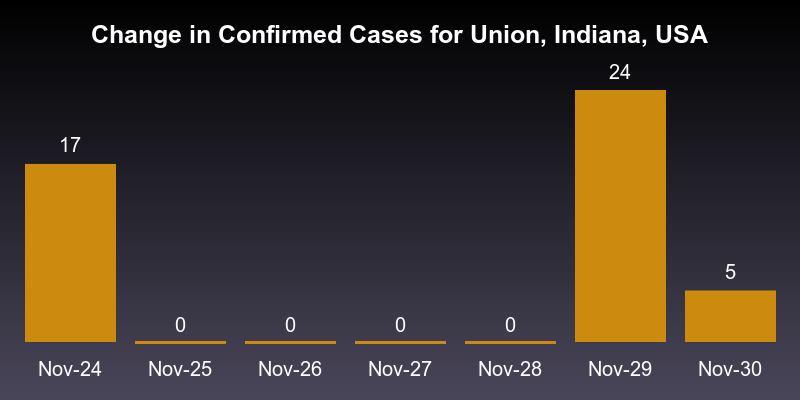 Change in Confirmed Cases for Union, Indiana, USA
17
0
0
0
0
24
5
Nov-24
Nov-25
Nov-26
Nov-27
Nov-28
Nov-29
Nov-30